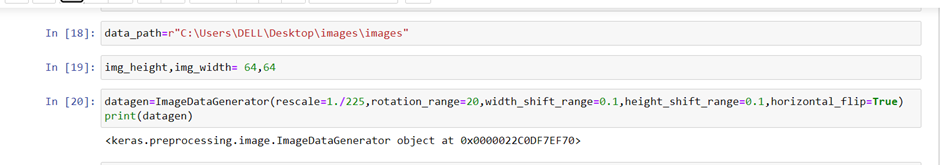 In [18]: data_path=r"C:\Users\DELL\Desktop\images\images"
In [19]: img_height,img_width= 64,64
In [20]: datagen=ImageDataGenerator(rescale=1./225,rotation_range=20,width_shift_range=0.1,height_shift_range=0.1,horizontal_flip=True)
print(datagen)
<keras.preprocessing.image.ImageDataGenerator object at 0x0000022C0DF7EF70>